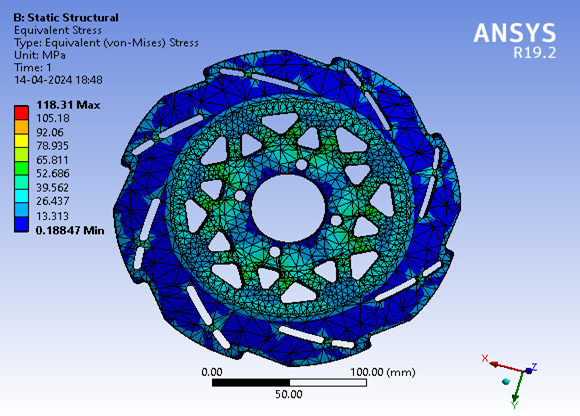 B: Static Structural
Equivalent Stress
Type: Equivalent (von-Mises) Stress
Unit: MPa
Time: 1
14-04-2024 18:48
118.31 Max
105.18
92.06
78.935
65.811
52.686
39.562
26.437
13.313
0.18847 Min
ANSYS
R19.2
0.00 100.00 (mm)
50.00
X
Z
Y